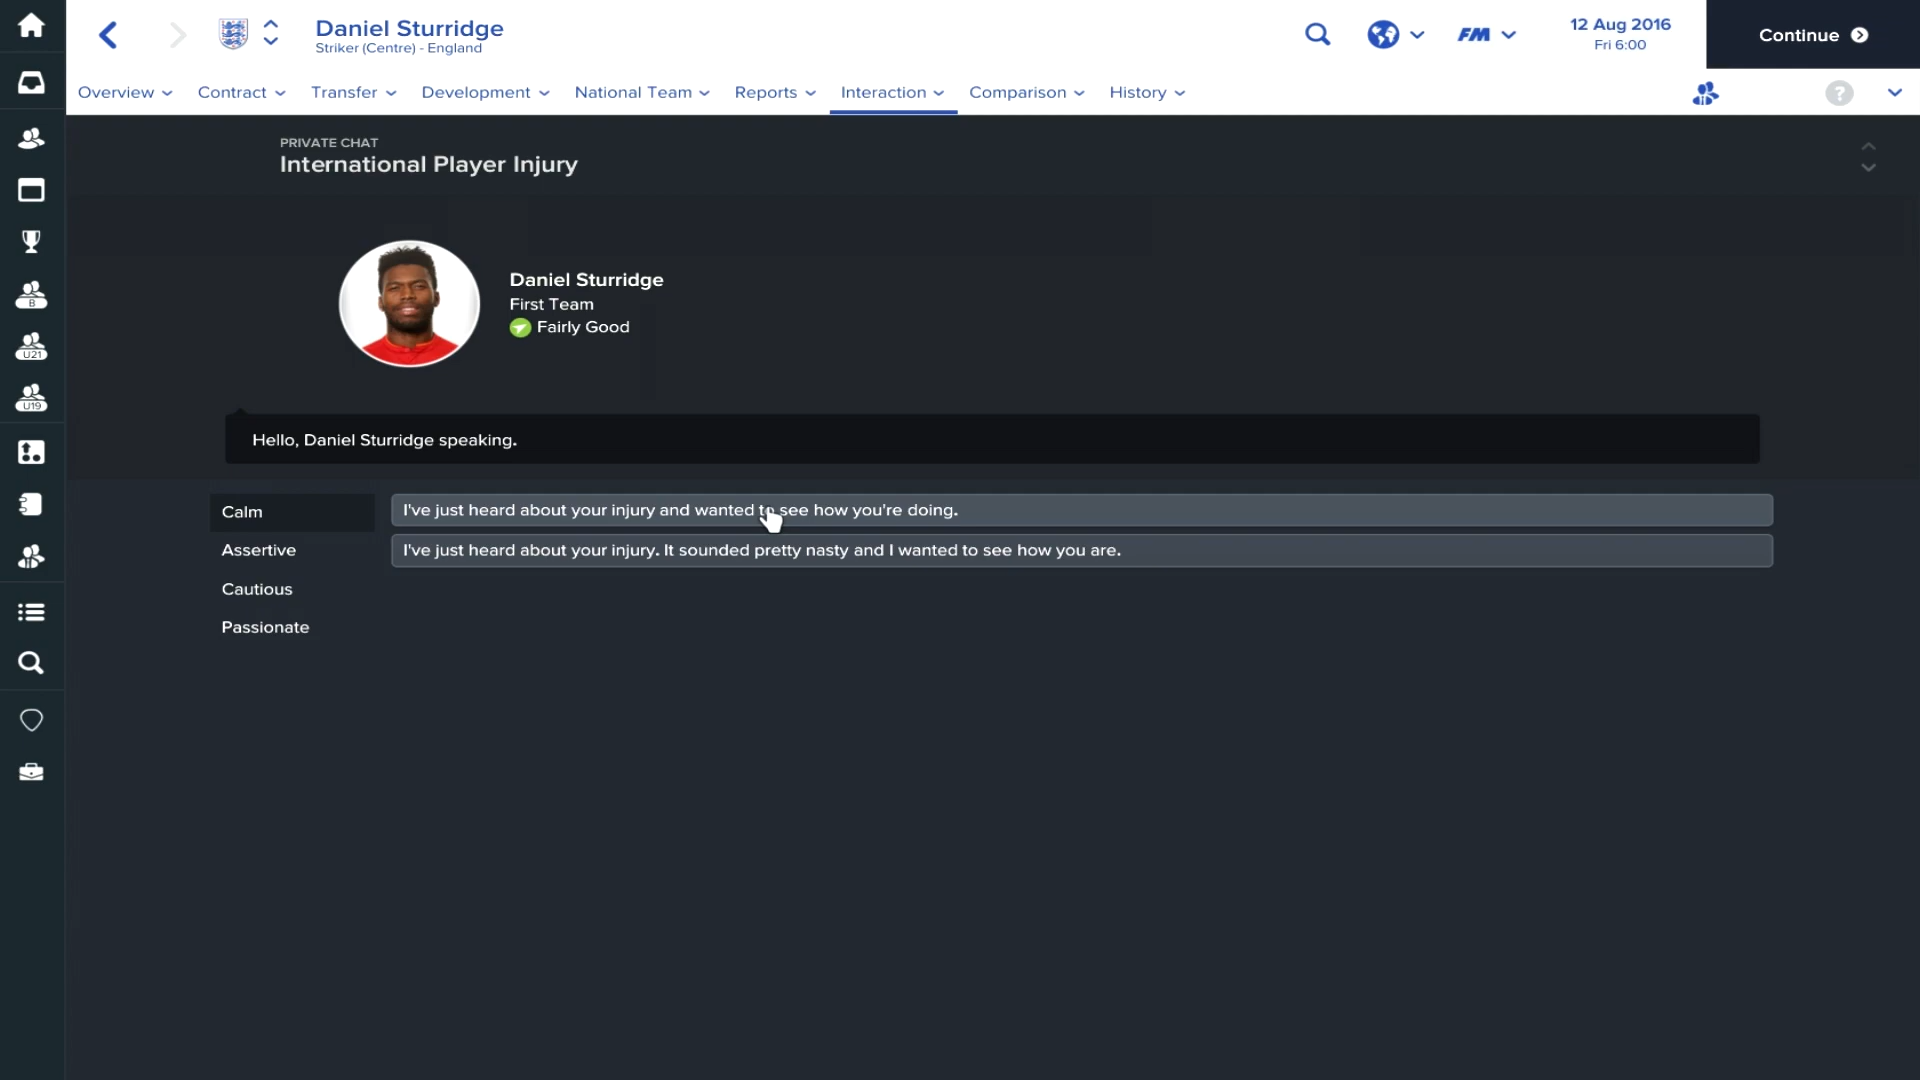 Daniel Sturridge
Striker (Centre) - England
FM
12 Aug 2016
Fri 6:00
Continue
Overview
Contract
Transfer
Development
National Team
Reports
Interaction
Comparison
History
?
PRIVATE CHAT
International Player Injury
Daniel Sturridge
First Team
Fairly Good
B
U21
U19
Hello, Daniel Sturridge speaking.
Calm
Assertive
Cautious
Passionate
I've just heard about your injury and wanted to see how you're doing.
I've just heard about your injury. It sounded pretty nasty and I wanted to see how you are.